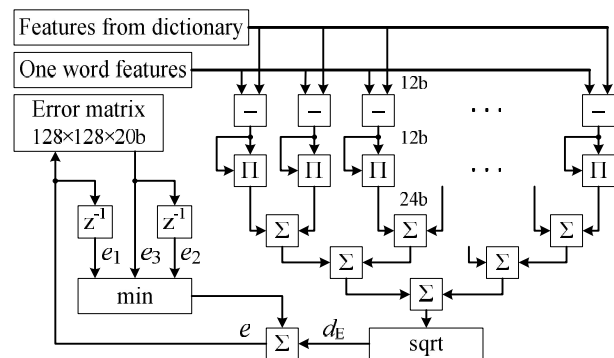 Features from dictionary
One word features
12b
Error matrix
128×128×20b
− − − · · · −
12b
Π Π Π · · · Π
24b
z⁻¹ z⁻¹
Σ Σ Σ
e₁ e₃ e₂
Σ Σ
min
Σ
e Σ d_E sqrt